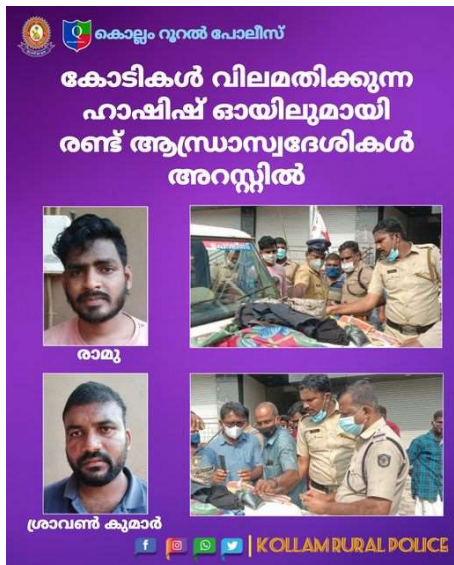 കൊല്ലം റൂറൽ പോലീസ്
കോടികൾ വിലമതിക്കുന്ന
ഹാഷിഷ് ഓയിലുമായി
രണ്ട് ആന്ധ്രാസ്വദേശികൾ
അറസ്റ്റിൽ
രാമു
ശ്രാവൺ കുമാർ
KOLLAM RURAL POLICE